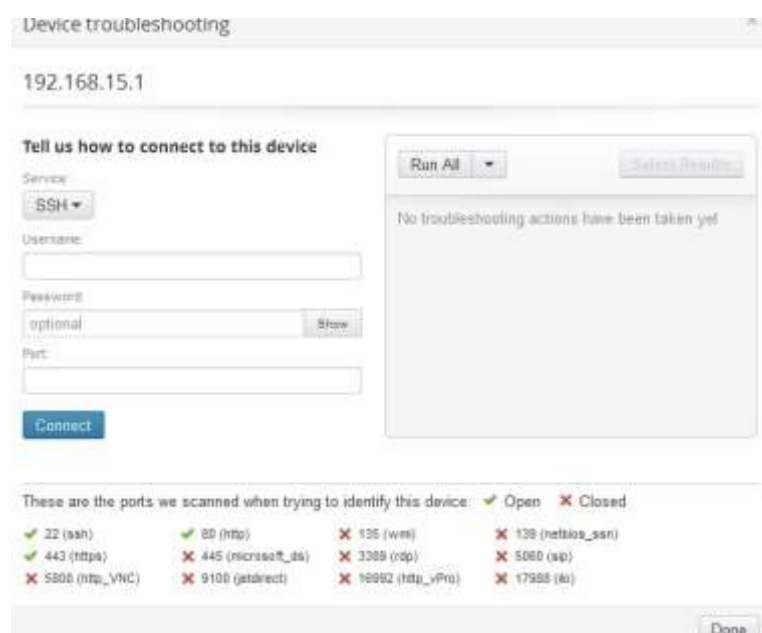 Device troubleshooting
192.168.15.1
Tell us how to connect to this device
Service
SSH
Username
Password
optional Show
Port
Connect
Run All Select Results
No troubleshooting actions have been taken yet
These are the ports we scanned when trying to identify this device: Open Closed
22 (ssh) 80 (http) 135 (wmi) 139 (netbios_ssn)
443 (https) 445 (microsoft_ds) 3389 (rdp) 5060 (sip)
5800 (http_VNC) 9100 (jetdirect) 16992 (http_vPro) 17988 (ilo)
Done